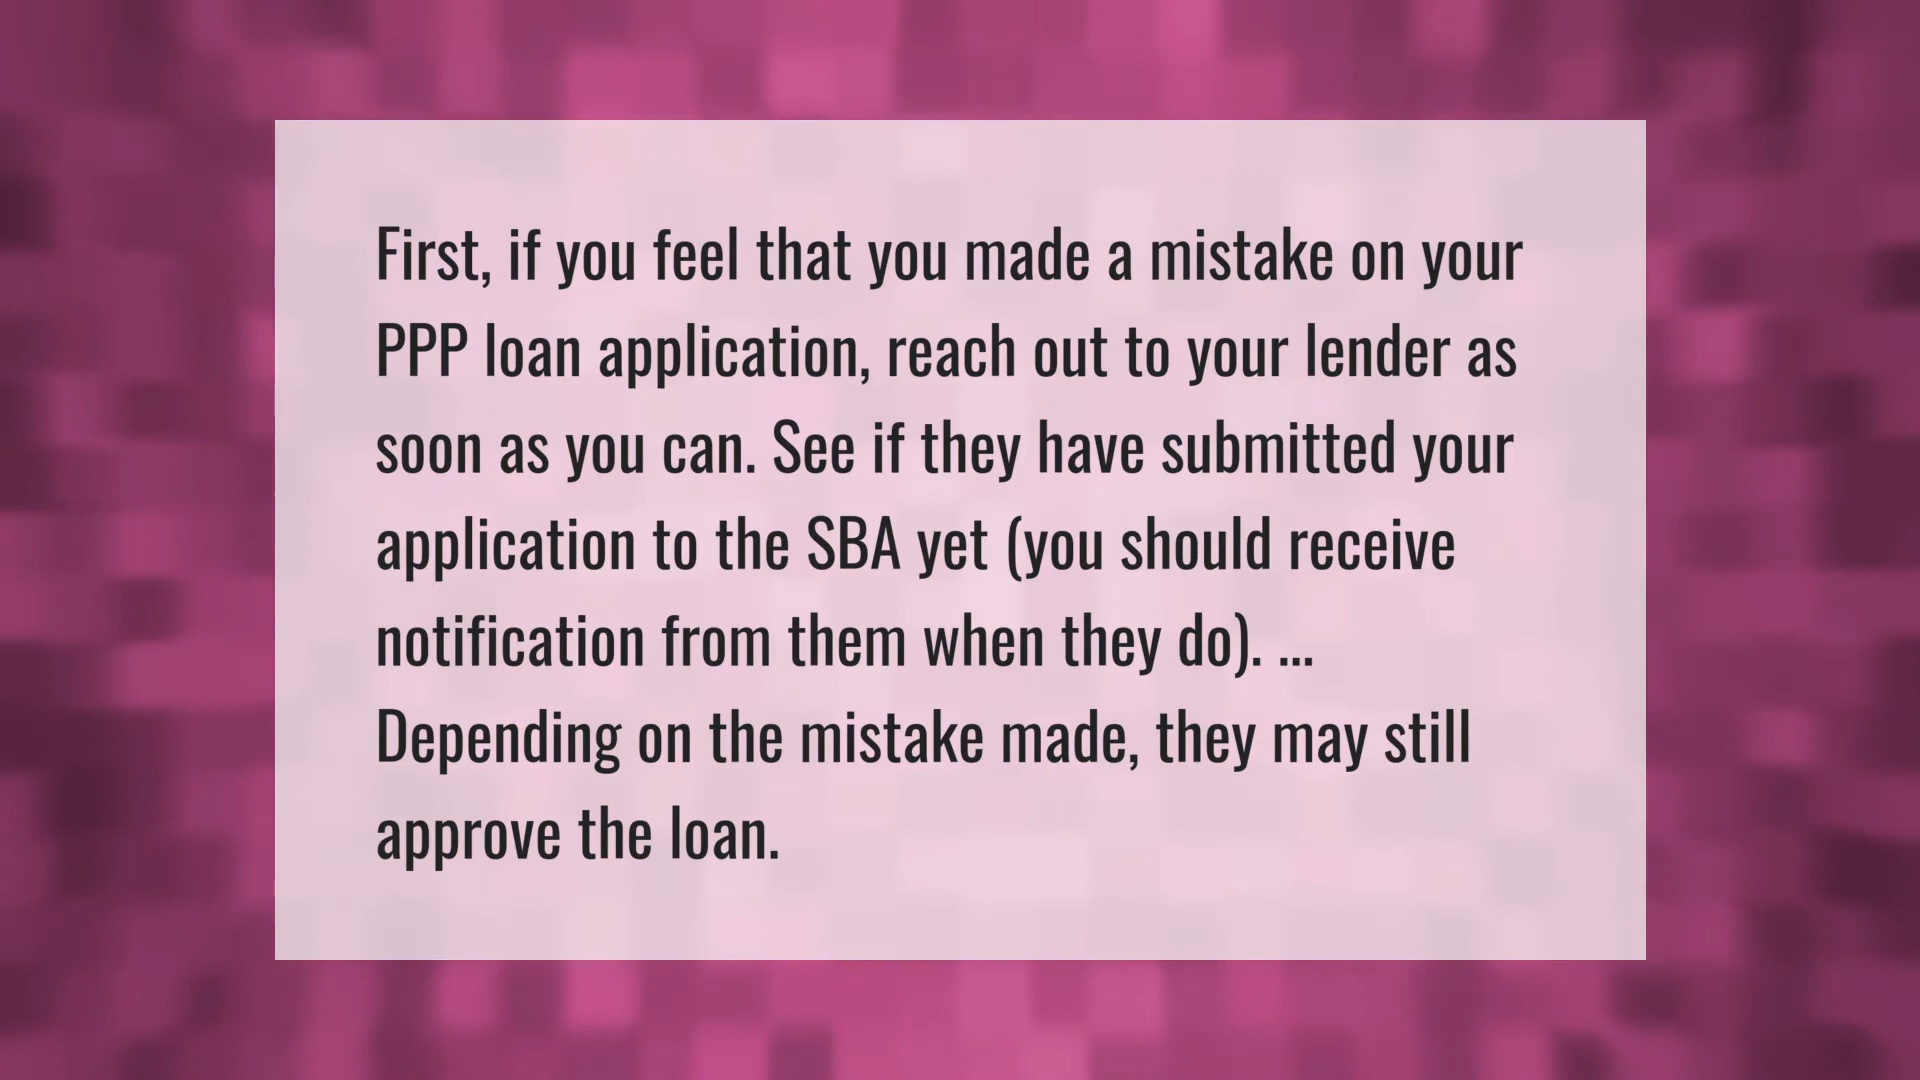 First, if you feel that you made a mistake on your
PPP loan application, reach out to your lender as
soon as you can. See if they have submitted your
application to the SBA yet (you should receive
notification from them when they do). ...
Depending on the mistake made, they may still
approve the loan.